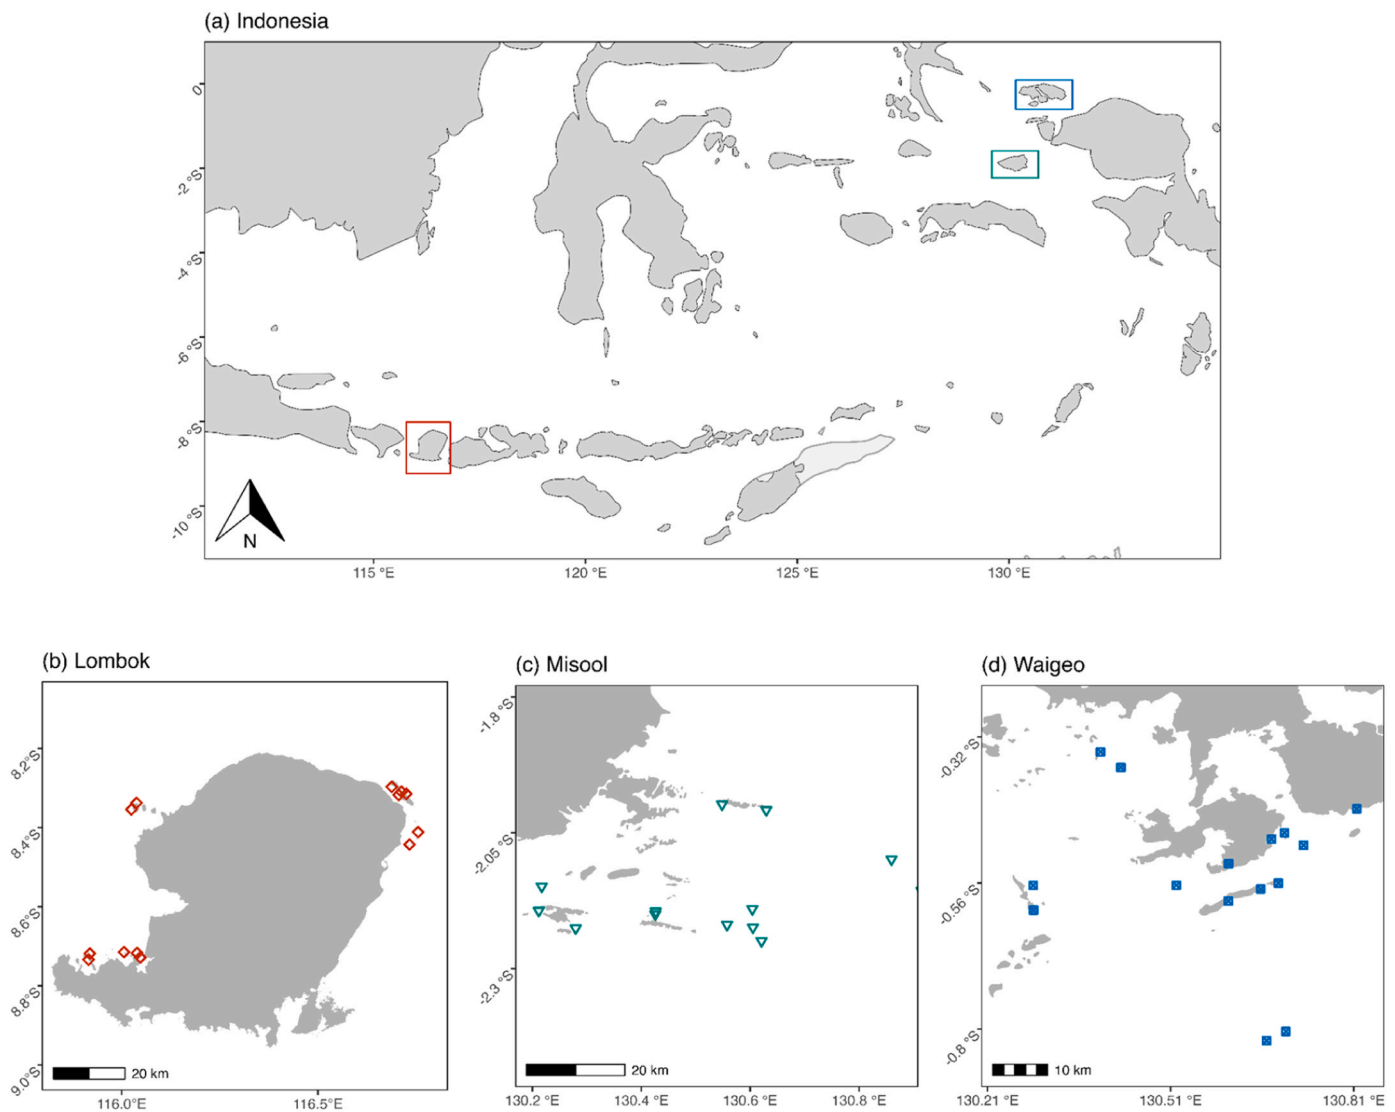 (a) Indonesia
0
-2 °S
-4 °S
-6 °S
-8 °S
-10 °S
N
115 °E
120 °E
125 °E
130 °E
(b) Lombok
8.2°S
8.4°S
8.6°S
8.8°S
9.0°S
20 km
116.0°E
116.5°E
(c) Misool
-1.8 °S
-2.05 °S
-2.3 °S
20 km
130.2 °E
130.4 °E
130.6 °E
130.8 °E
(d) Waigeo
-0.32 °S
-0.56 °S
-0.8 °S
10 km
130.21 °E
130.51 °E
130.81 °E